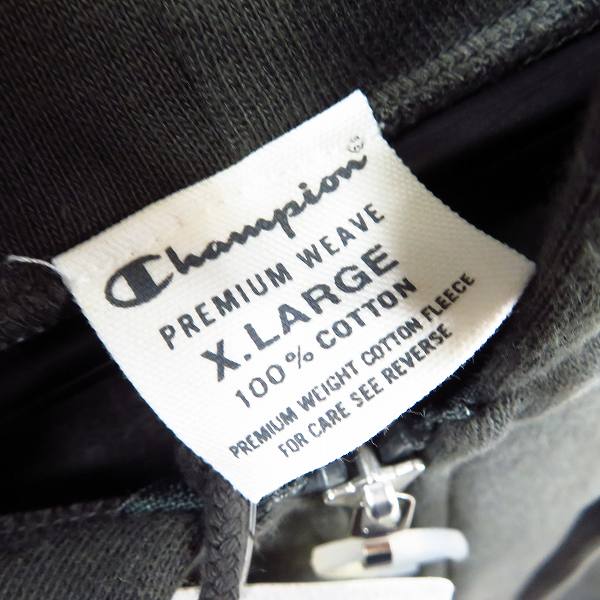 Champion®
PREMIUM WEAVE
X.LARGE
100% COTTON
PREMIUM WEIGHT COTTON FLEECE
FOR CARE SEE REVERSE